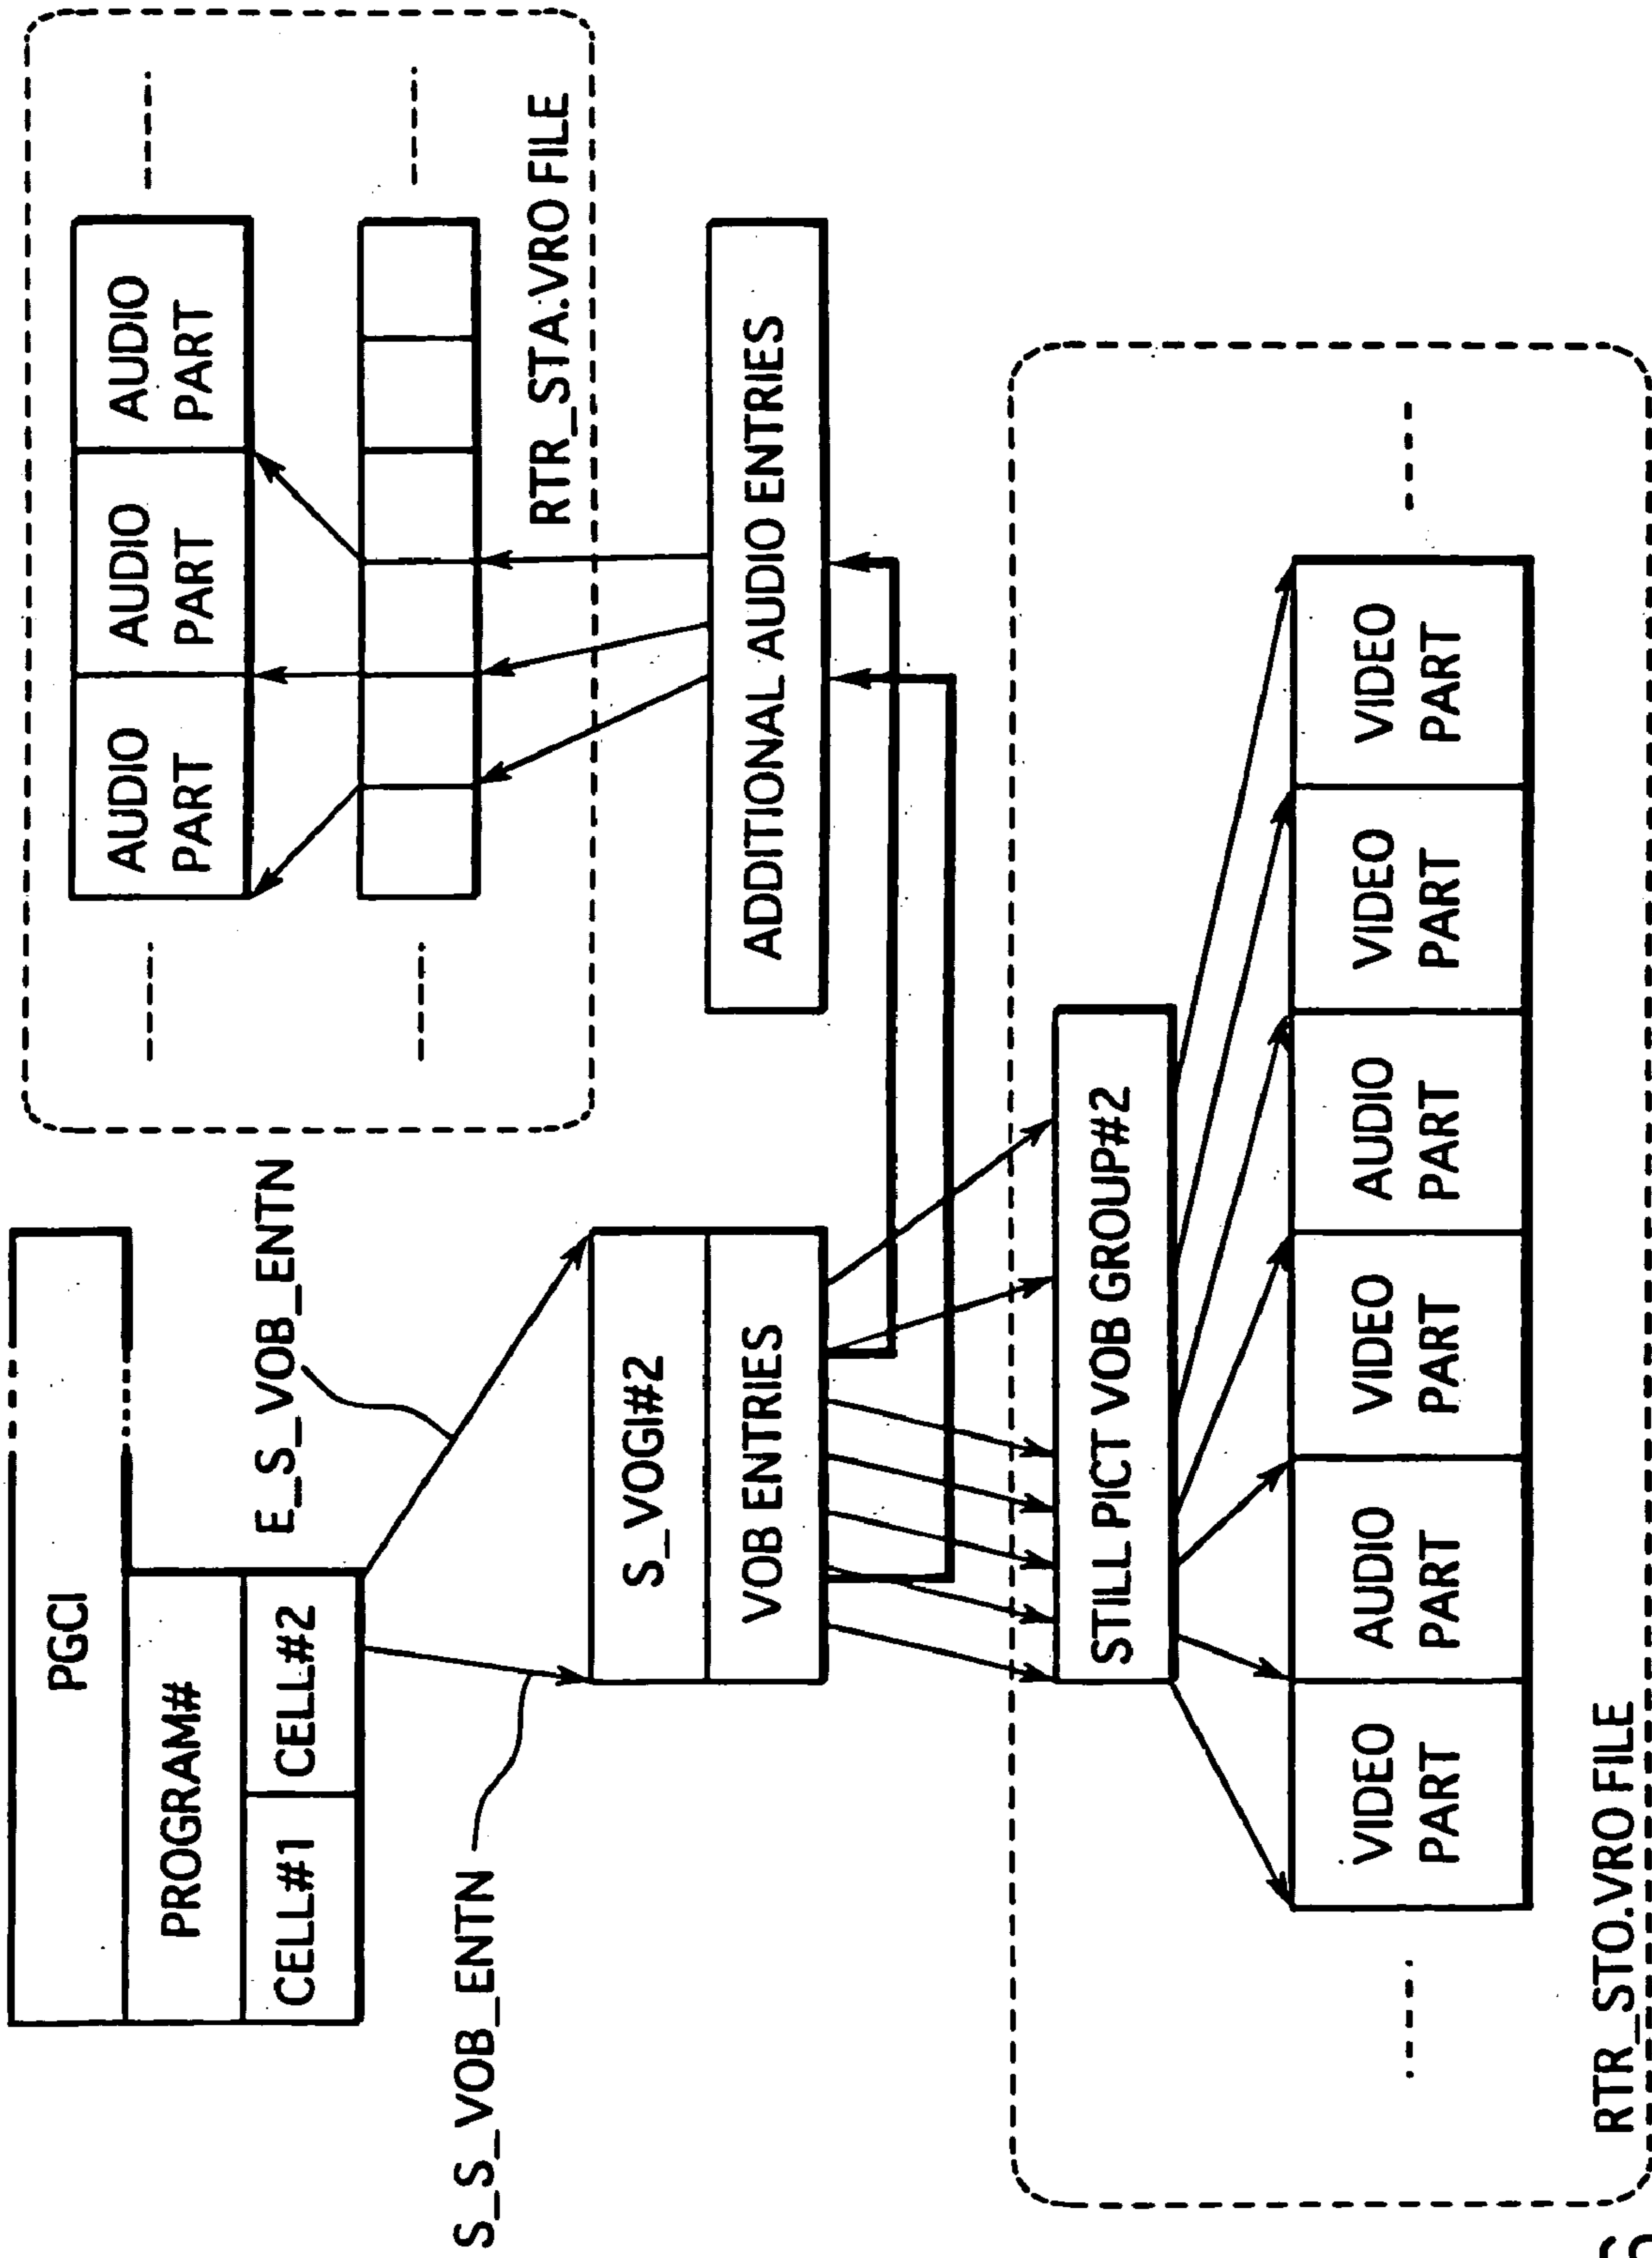 PGCI
PROGRAM#
CELL#1
CELL#2
E_S_VOB_ENTN
S_S_VOB_ENTN
AUDIO
PART
AUDIO
PART
AUDIO
PART
RTR_STA.VRO FILE
S_VOGI#2
VOB ENTRIES
ADDITIONAL AUDIO ENTRIES
STILL PICT VOB GROUP#2
VIDEO
PART
AUDIO
PART
VIDEO
PART
AUDIO
PART
VIDEO
PART
VIDEO
PART
RTR_STO.VRO FILE